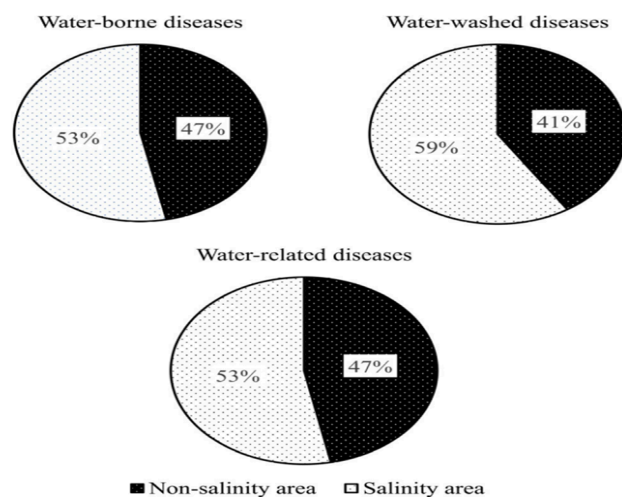 Water-borne diseases
Water-washed diseases
53%
47%
59%
41%
Water-related diseases
53%
47%
Non-salinity area
Salinity area